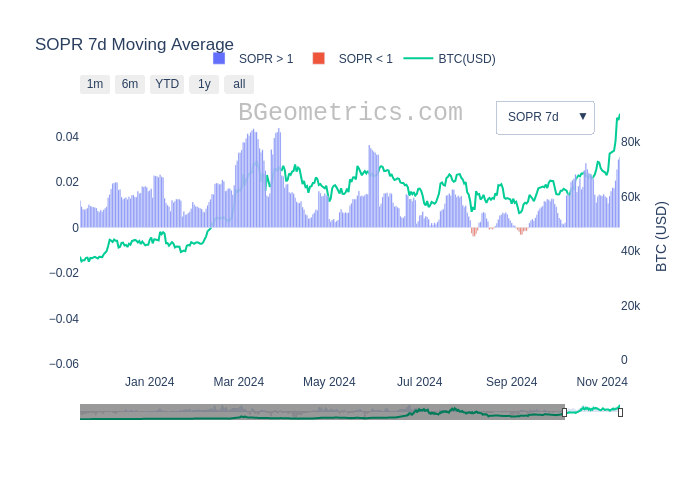 SOPR 7d Moving Average
SOPR > 1
SOPR < 1
BTC(USD)
1m
6m
YTD
1y
all
BGeometrics.com
SOPR 7d ▼
0.04
0.02
0
−0.02
−0.04
−0.06
80k
60k
40k
20k
0
BTC (USD)
Jan 2024
Mar 2024
May 2024
Jul 2024
Sep 2024
Nov 2024